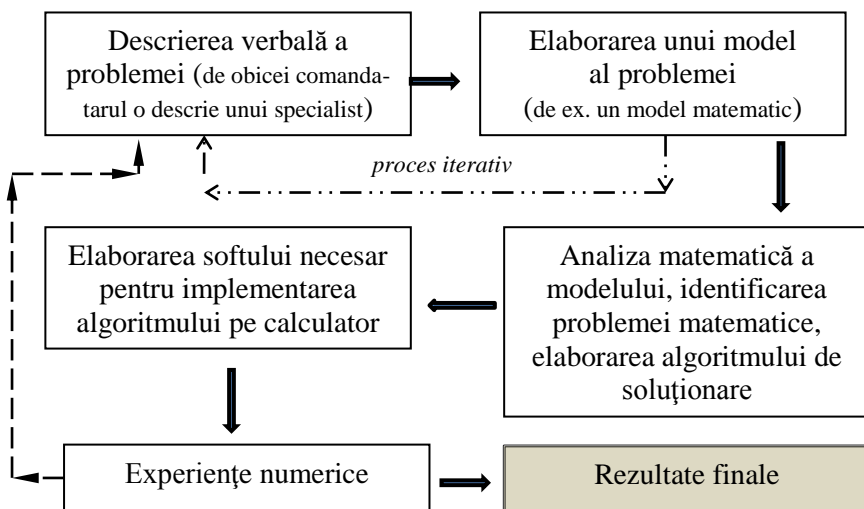 Descrierea verbală a
problemei (de obicei comanda-
tarul o descrie unui specialist)
Elaborarea unui model
al problemei
(de ex. un model matematic)
proces iterativ
Elaborarea softului necesar
pentru implementarea
algoritmului pe calculator
Analiza matematică a
modelului, identificarea
problemei matematice,
elaborarea algoritmului de
soluţionare
Experienţe numerice
Rezultate finale